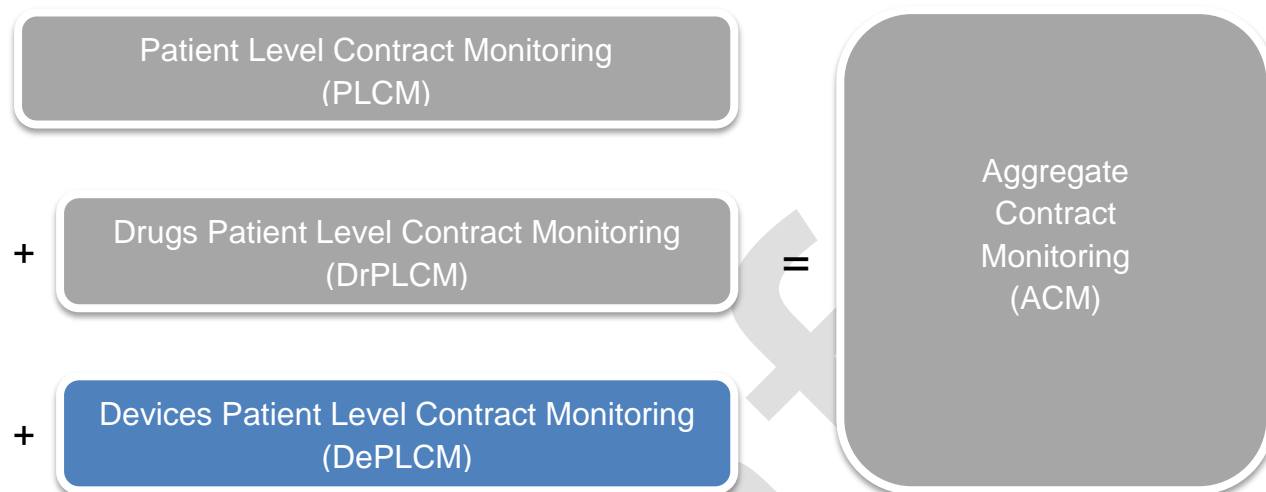 Patient Level Contract Monitoring
(PLCM)
+
Drugs Patient Level Contract Monitoring
(DrPLCM)
+
Devices Patient Level Contract Monitoring
(DePLCM)
=
Aggregate
Contract
Monitoring
(ACM)